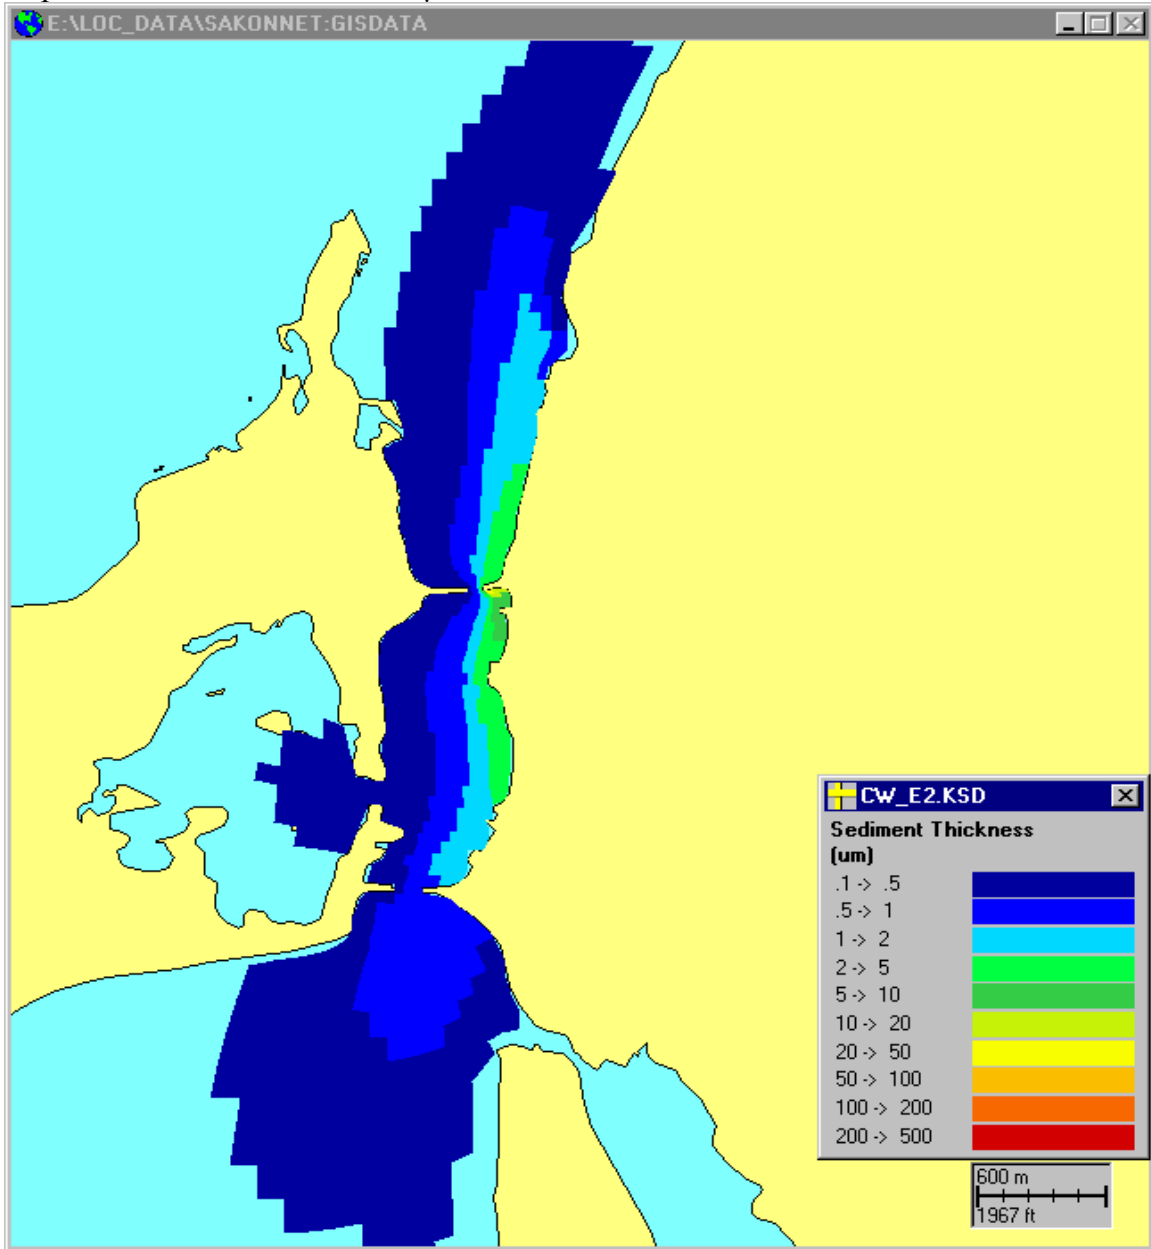 E:\LOC_DATA\SAKONNET:GISDATA
CW_E2.KSD
Sediment Thickness
(um)
.1 -> .5
.5 -> 1
1 -> 2
2 -> 5
5 -> 10
10 -> 20
20 -> 50
50 -> 100
100 -> 200
200 -> 500
600 m
1967 ft